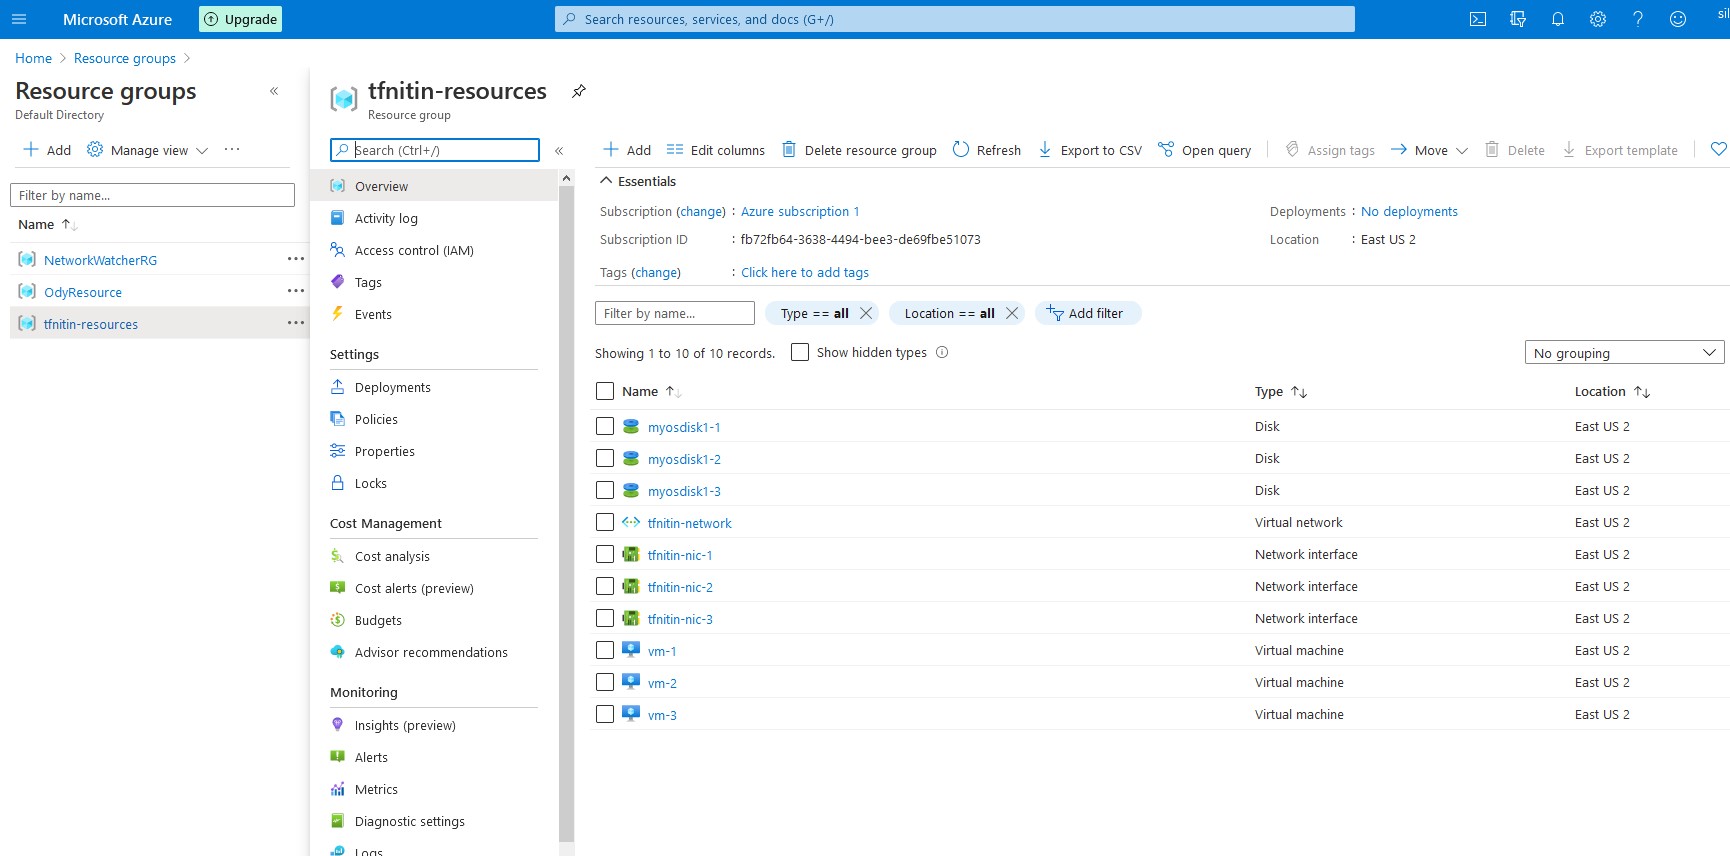 Microsoft Azure
Upgrade
Search resources, services, and docs (G+/)
Home > Resource groups >
Resource groups
Default Directory
Add
Manage view
Filter by name...
Name
NetworkWatcherRG
OdyResource
tfnitin-resources
tfnitin-resources
Resource group
Search (Ctrl+/)
Overview
Activity log
Access control (IAM)
Tags
Events
Settings
Deployments
Policies
Properties
Locks
Cost Management
Cost analysis
Cost alerts (preview)
Budgets
Advisor recommendations
Monitoring
Insights (preview)
Alerts
Metrics
Diagnostic settings
Logs
Add Edit columns Delete resource group Refresh Export to CSV Open query Assign tags Move Delete Export template
Essentials
Subscription (change) : Azure subscription 1 Deployments : No deployments
Subscription ID : fb72fb64-3638-4494-bee3-de69fbe51073 Location : East US 2
Tags (change) : Click here to add tags
Filter by name... Type == all Location == all Add filter
Showing 1 to 10 of 10 records. Show hidden types No grouping
Name Type Location
myosdisk1-1 Disk East US 2
myosdisk1-2 Disk East US 2
myosdisk1-3 Disk East US 2
tfnitin-network Virtual network East US 2
tfnitin-nic-1 Network interface East US 2
tfnitin-nic-2 Network interface East US 2
tfnitin-nic-3 Network interface East US 2
vm-1 Virtual machine East US 2
vm-2 Virtual machine East US 2
vm-3 Virtual machine East US 2